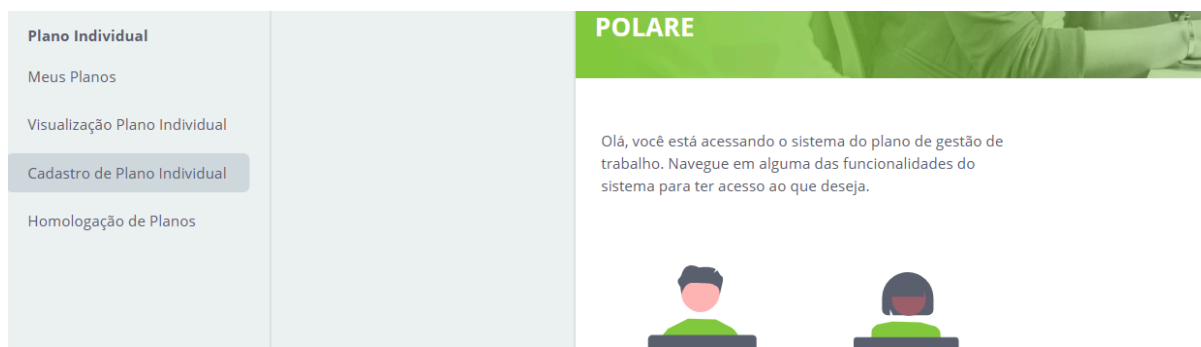 Plano Individual
Meus Planos
Visualização Plano Individual
Cadastro de Plano Individual
Homologação de Planos
POLARE
Olá, você está acessando o sistema do plano de gestão de
trabalho. Navegue em alguma das funcionalidades do
sistema para ter acesso ao que deseja.